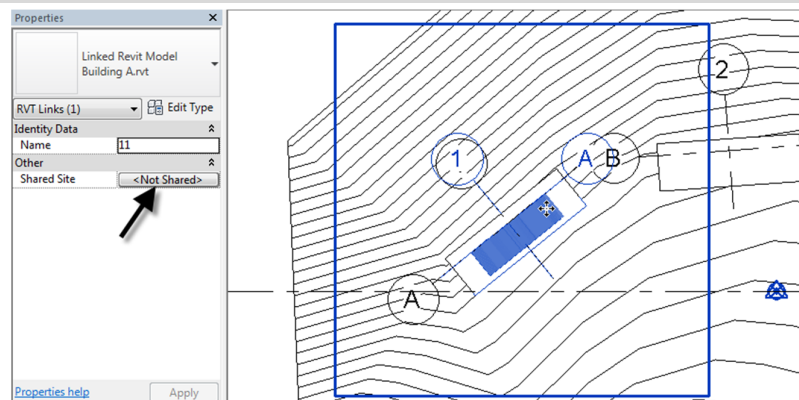 Properties
Linked Revit Model
Building A.rvt
RVT Links (1)
Edit Type
Identity Data
Name
11
Other
Shared Site
<Not Shared>
Properties help
Apply
1
A
B
2
A